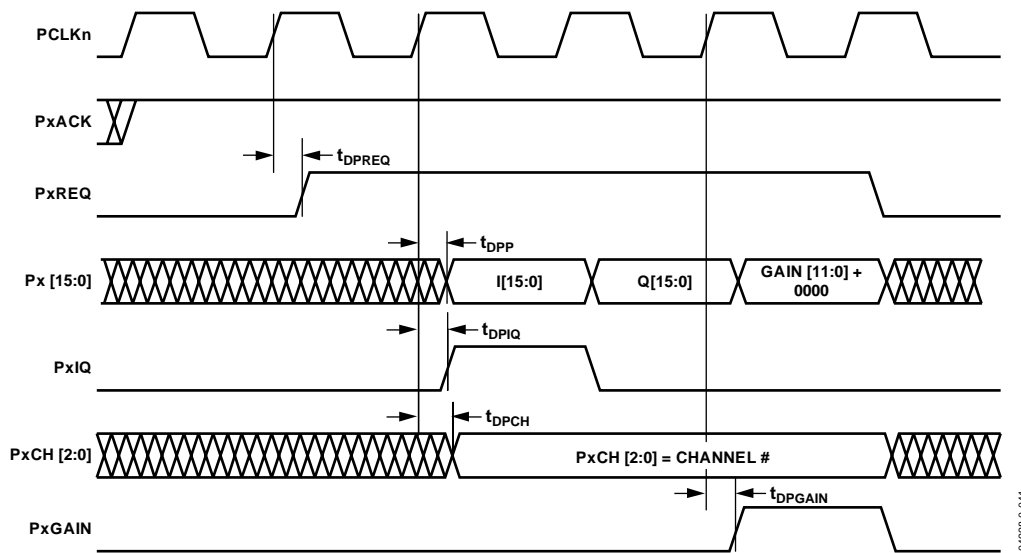 PCLKn
PxACK
tDPREQ
PxREQ
tDPP
Px [15:0]
I[15:0]
Q[15:0]
GAIN [11:0] +
0000
tDPIQ
PxIQ
tDPCH
PxCH [2:0]
PxCH [2:0] = CHANNEL #
tDPGAIN
PxGAIN